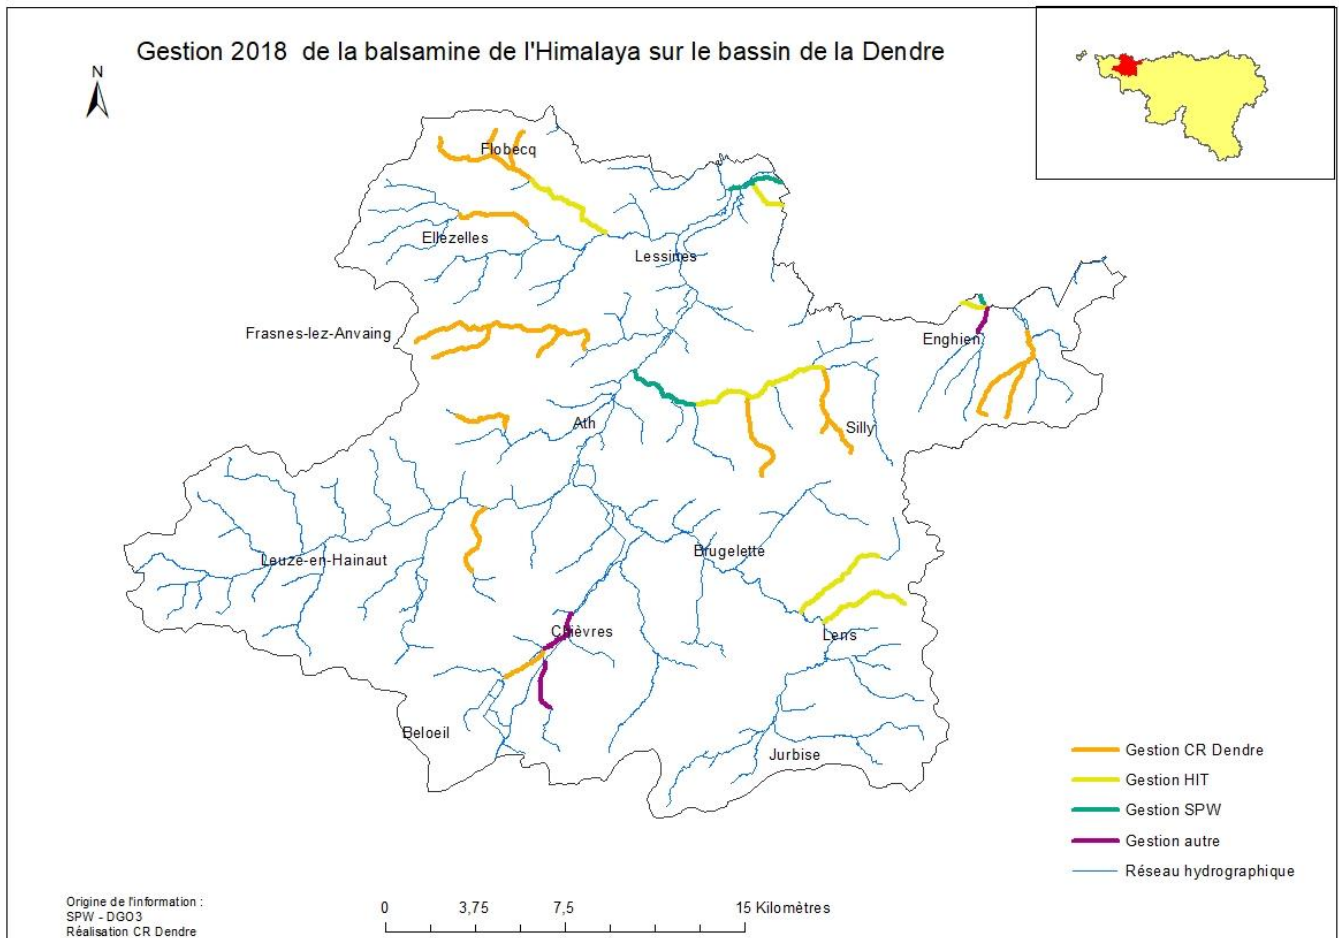 Gestion 2018 de la balsamine de l'Himalaya sur le bassin de la Dendre
N
Flobecq
Ellezelles
Lessines
Frasnes-lez-Anvaing
Enghien
Ath
Silly
Leuze-en-Hainaut
Brugelette
Chièvres
Lens
Beloeil
Jurbise
Gestion CR Dendre
Gestion HIT
Gestion SPW
Gestion autre
Réseau hydrographique
Origine de l'information :
SPW - DGO3
Réalisation CR Dendre
0 3,75 7,5 15 Kilomètres